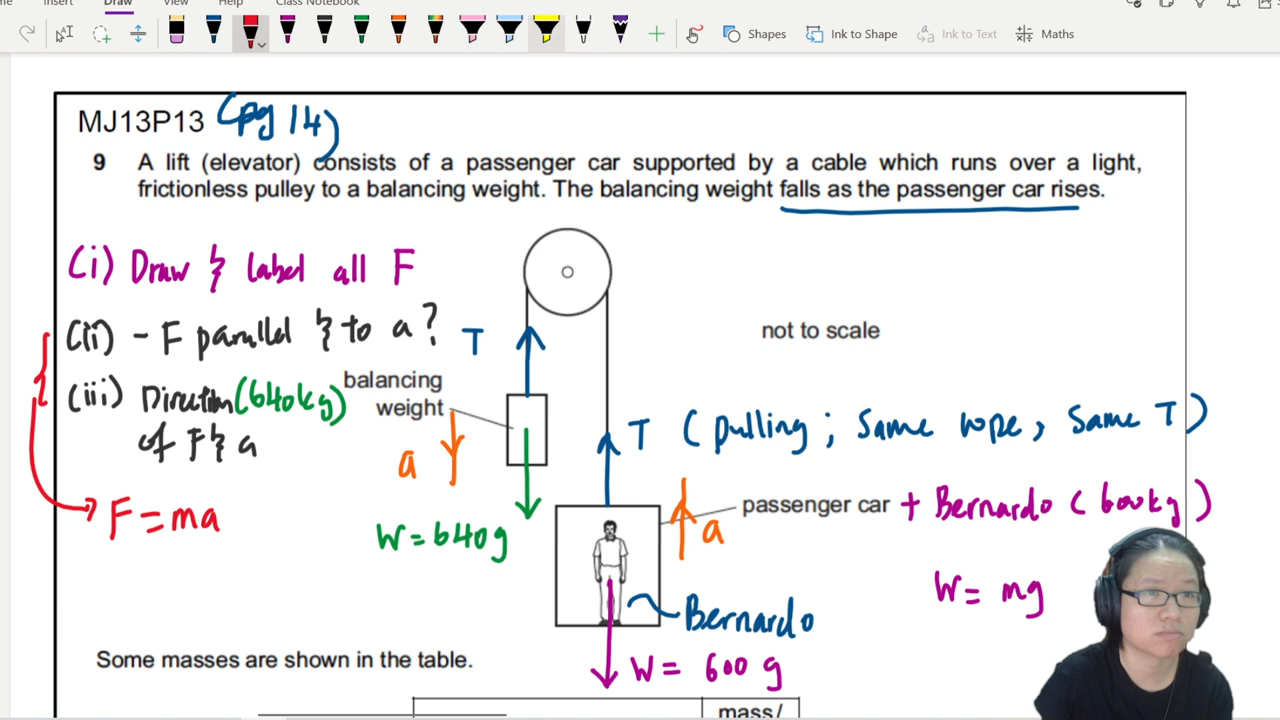 Insert Draw View Help Class Notebook
Shapes Ink to Shape Ink to Text Maths
MJ13P13 (pg 14)
9 A lift (elevator) consists of a passenger car supported by a cable which runs over a light,
frictionless pulley to a balancing weight. The balancing weight falls as the passenger car rises.
(i) Draw & label all F
(ii) - F parallel & to a?
T
not to scale
(iii) Direction (640kg)
of F & a
balancing
weight
a
T (pulling; same rope, same T)
F = ma
W = 640g
passenger car + Bernardo (600kg)
a
W = mg
Bernardo
W = 600 g
Some masses are shown in the table.
mass/